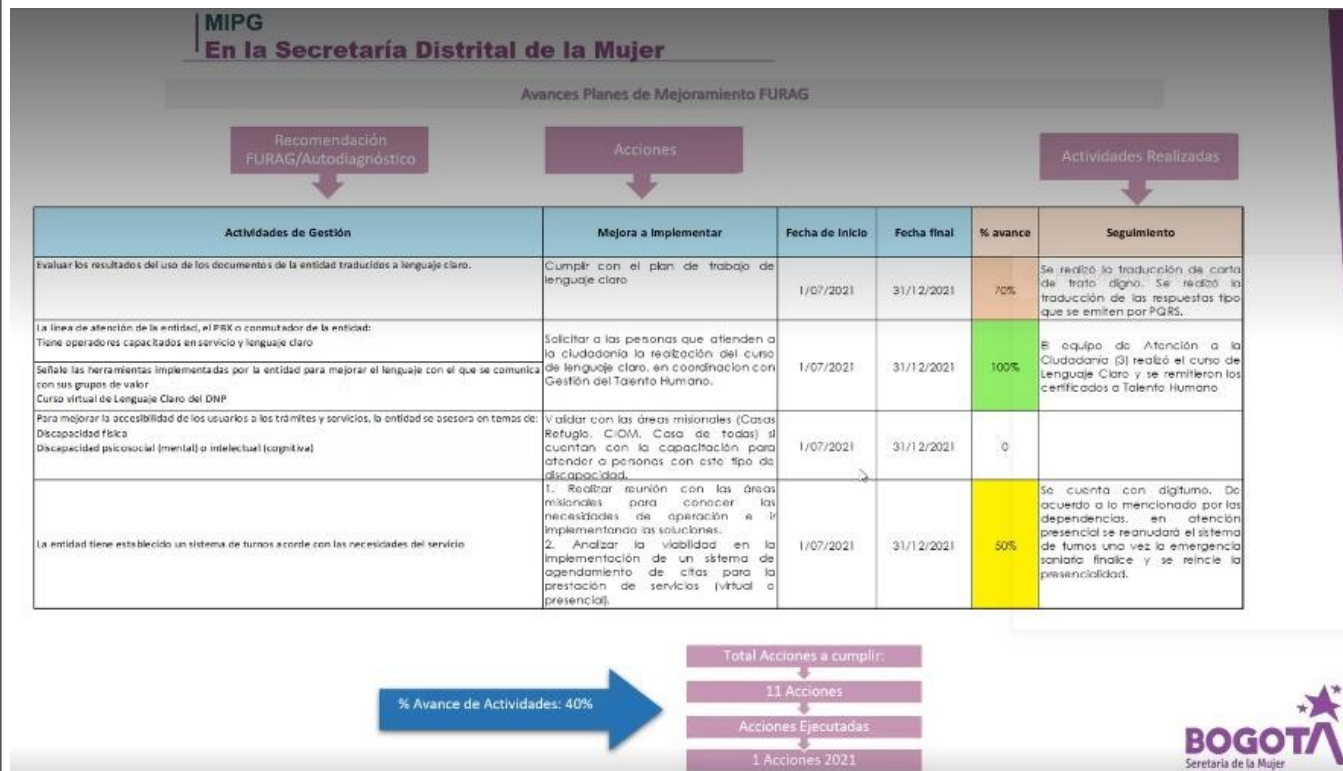 MIPG
En la Secretaría Distrital de la Mujer
Avances Planes de Mejoramiento FURAG
Recomendación
FURAG/Autodiagnóstico
Acciones
Actividades Realizadas
Actividades de Gestión
Mejora a Implementar
Fecha de Inicio
Fecha final
% avance
Seguimiento
Evaluar los resultados del uso de los documentos de la entidad traducidos a lenguaje claro.
Cumplir con el plan de trabajo de
lenguaje claro
1/07/2021
31/12/2021
70%
Se realizó la traducción de carta
de trato digno. Se realizó la
traducción de las respuestas tipo
que se emiten por PQRS.
La línea de atención de la entidad, el PBX o conmutador de la entidad:
Tiene operadores capacitados en servicio y lenguaje claro
Señale las herramientas implementadas por la entidad para mejorar el lenguaje con el que se comunica
con sus grupos de valor
Curso virtual de Lenguaje Claro del DNP
Solicitar a las personas que atienden a
la ciudadanía la realización del curso
de lenguaje claro, en coordinacion con
Gestión del Talento Humano.
1/07/2021
31/12/2021
100%
El equipo de Atención a la
Ciudadanía (3) realizó el curso de
Lenguaje Claro y se remitieron los
certificados a Talento Humano
Para mejorar la accesibilidad de los usuarios a los trámites y servicios, la entidad se asesora en temas de:
Discapacidad física
Discapacidad psicosocial (mental) o intelectual (cognitiva)
Validar con las áreas misionales (Casas
Refugio, CIOM, Casa de todas) si
cuentan con la capacitación para
atender a personas con este tipo de
discapacidad.
1/07/2021
31/12/2021
0
La entidad tiene establecido un sistema de turnos acorde con las necesidades del servicio
1. Realizar reunión con las áreas
misionales para conocer las
necesidades de operación e ir
implementando las soluciones.
2. Analizar la viabilidad en la
implementación de un sistema de
agendamiento de citas para la
prestación de servicios (virtual o
presencial).
1/07/2021
31/12/2021
50%
Se cuenta con digiturno. De
acuerdo a lo mencionado por las
dependencias, en atención
presencial se reanudará el sistema
de turnos una vez la emergencia
sanitaria finalice y se reinicie la
presencialidad.
% Avance de Actividades: 40%
Total Acciones a cumplir:
11 Acciones
Acciones Ejecutadas
1 Acciones 2021
BOGOTÁ
Secretaría de la Mujer